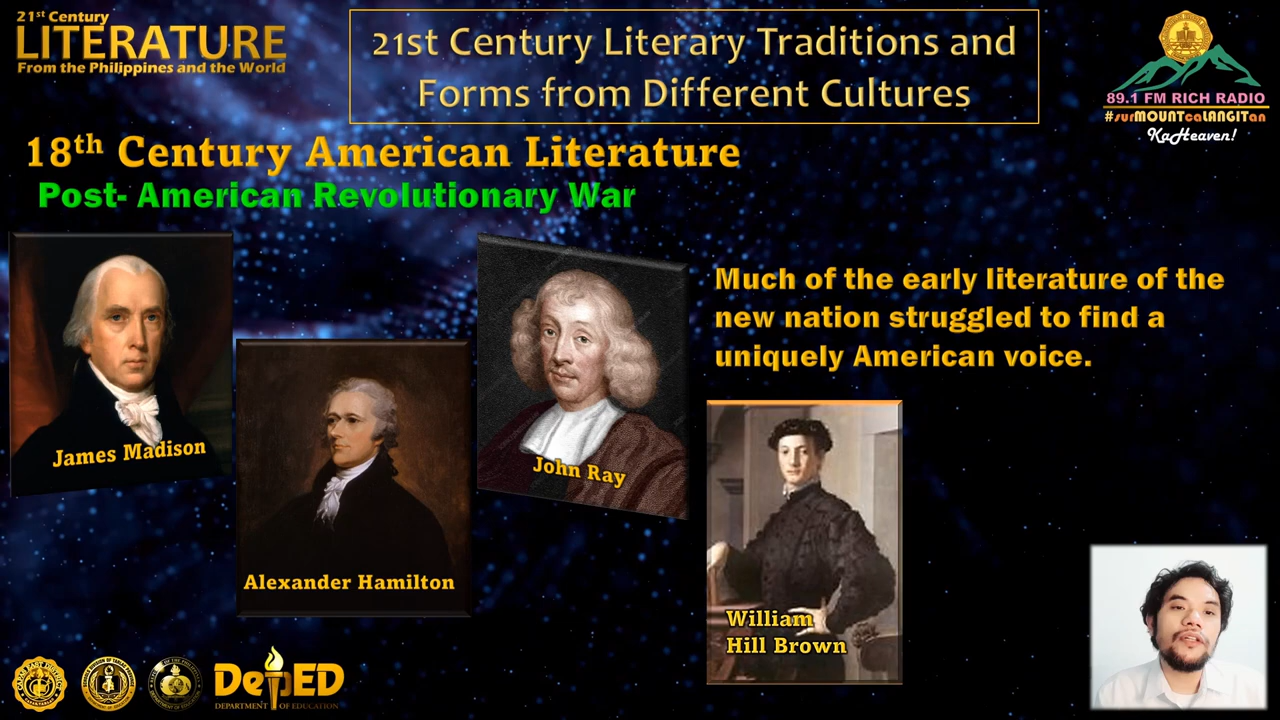 21st Century
LITERATURE
From the Philippines and the World
21st Century Literary Traditions and
Forms from Different Cultures
89.1 FM RICH RADIO
#surMOUNTcaLANGITan
KaHeaven!
18th Century American Literature
Post- American Revolutionary War
James Madison
Alexander Hamilton
John Ray
Much of the early literature of the
new nation struggled to find a
uniquely American voice.
William
Hill Brown
DepED
DEPARTMENT OF EDUCATION